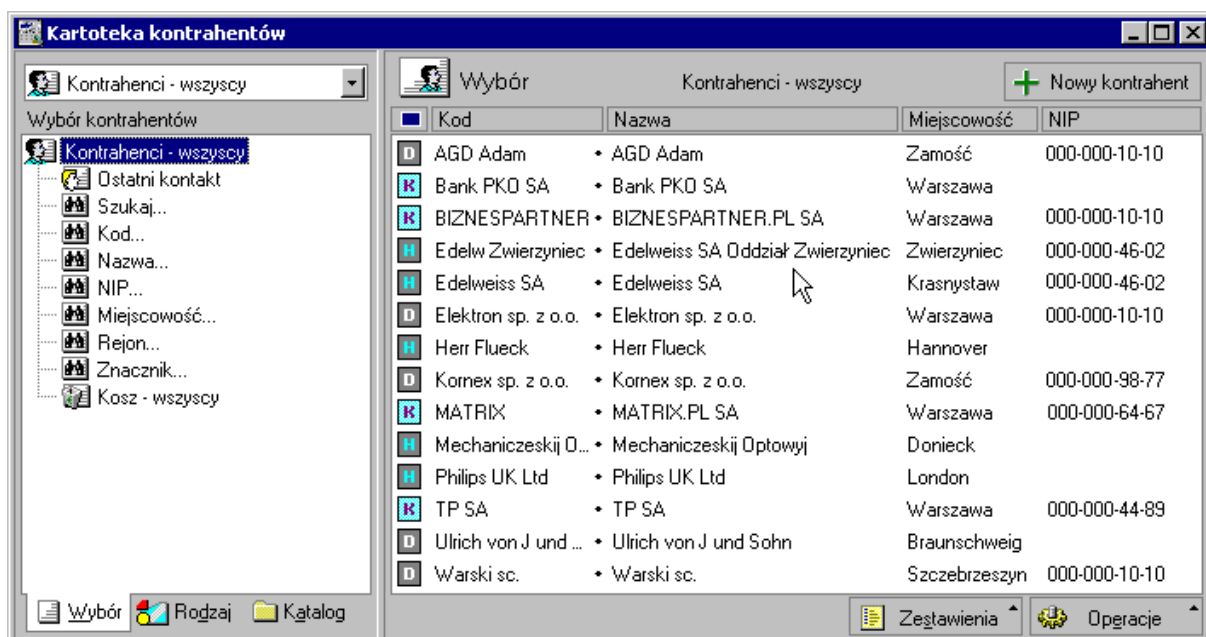 Kartoteka kontrahentów
Kontrahenci - wszyscy
Wybór kontrahentów
Kontrahenci - wszyscy
Ostatni kontakt
Szukaj...
Kod...
Nazwa...
NIP...
Miejscowość...
Rejon...
Znacznik...
Kosz - wszyscy
Wybór Rodzaj Katalog
Wybór Kontrahenci - wszyscy Nowy kontrahent
Kod Nazwa Miejscowość NIP
D AGD Adam • AGD Adam Zamość 000-000-10-10
K Bank PKO SA • Bank PKO SA Warszawa
K BIZNESPARTNER • BIZNESPARTNER.PL SA Warszawa 000-000-10-10
H Edelw Zwierzyniec • Edelweiss SA Oddział Zwierzyniec Zwierzyniec 000-000-46-02
H Edelweiss SA • Edelweiss SA Krasnystaw 000-000-46-02
D Elektron sp. z o.o. • Elektron sp. z o.o. Warszawa 000-000-10-10
H Herr Flueck • Herr Flueck Hannover
D Kornex sp. z o.o. • Kornex sp. z o.o. Zamość 000-000-98-77
K MATRIX • MATRIX.PL SA Warszawa 000-000-64-67
H Mechaniczeskij O... • Mechaniczeskij Optowyj Donieck
H Philips UK Ltd • Philips UK Ltd London
K TP SA • TP SA Warszawa 000-000-44-89
D Ulrich von J und ... • Ulrich von J und Sohn Braunschweig
D Warski sc. • Warski sc. Szczebrzeszyn 000-000-10-10
Zestawienia Operacje